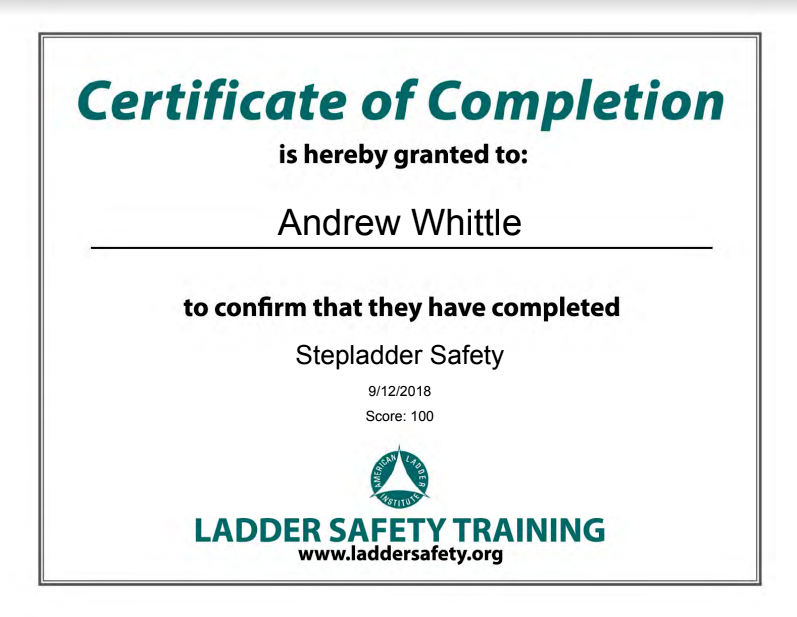 Certificate of Completion
is hereby granted to:
Andrew Whittle
to confirm that they have completed
Stepladder Safety
9/12/2018
Score: 100
AMERICAN LADDER INSTITUTE
LADDER SAFETY TRAINING
www.laddersafety.org